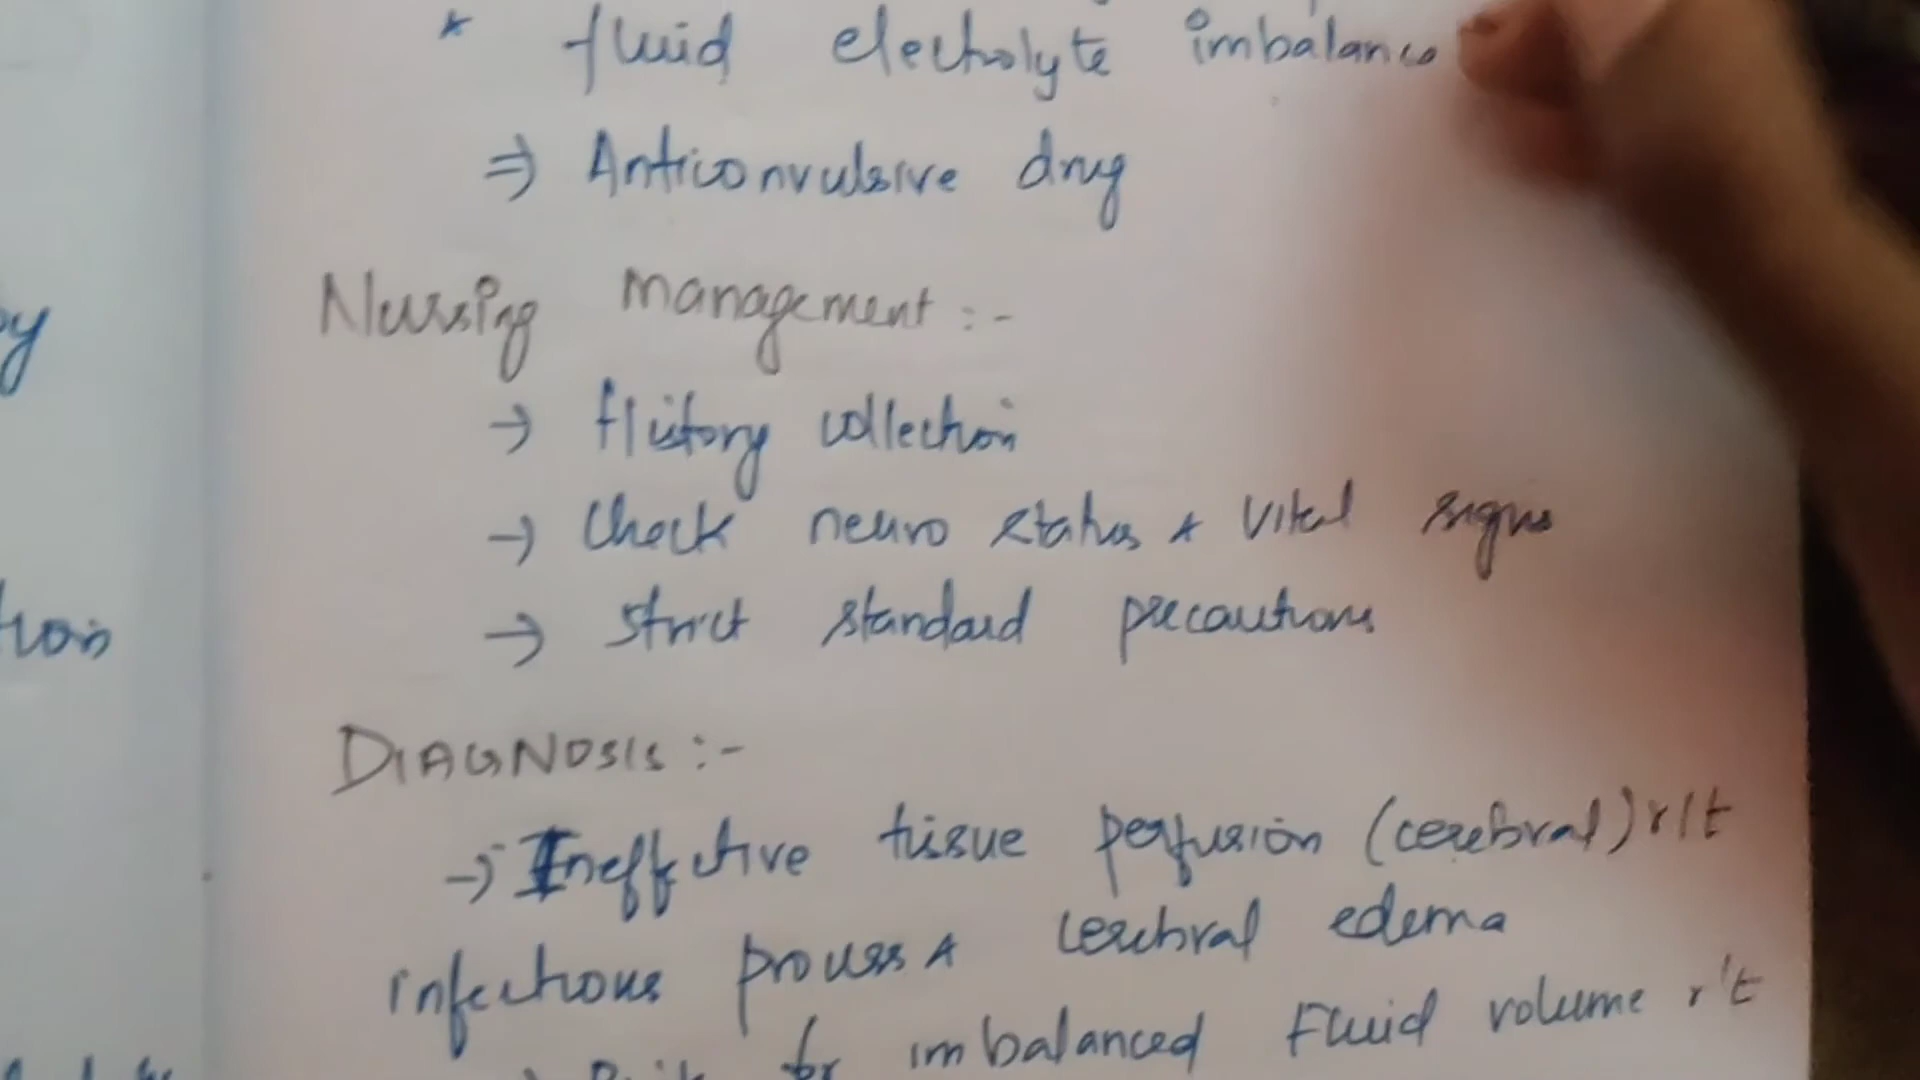 * fluid electrolyte imbalance
⇒ Anticonvulsive drug
Nursing management :-
→ History collection
→ Check neuro status & vital signs
→ strict standard precautions
DIAGNOSIS :-
→ Ineffective tissue perfusion (cerebral) r/t
infectious process & cerebral edema
→ Risk for imbalanced Fluid volume r/t